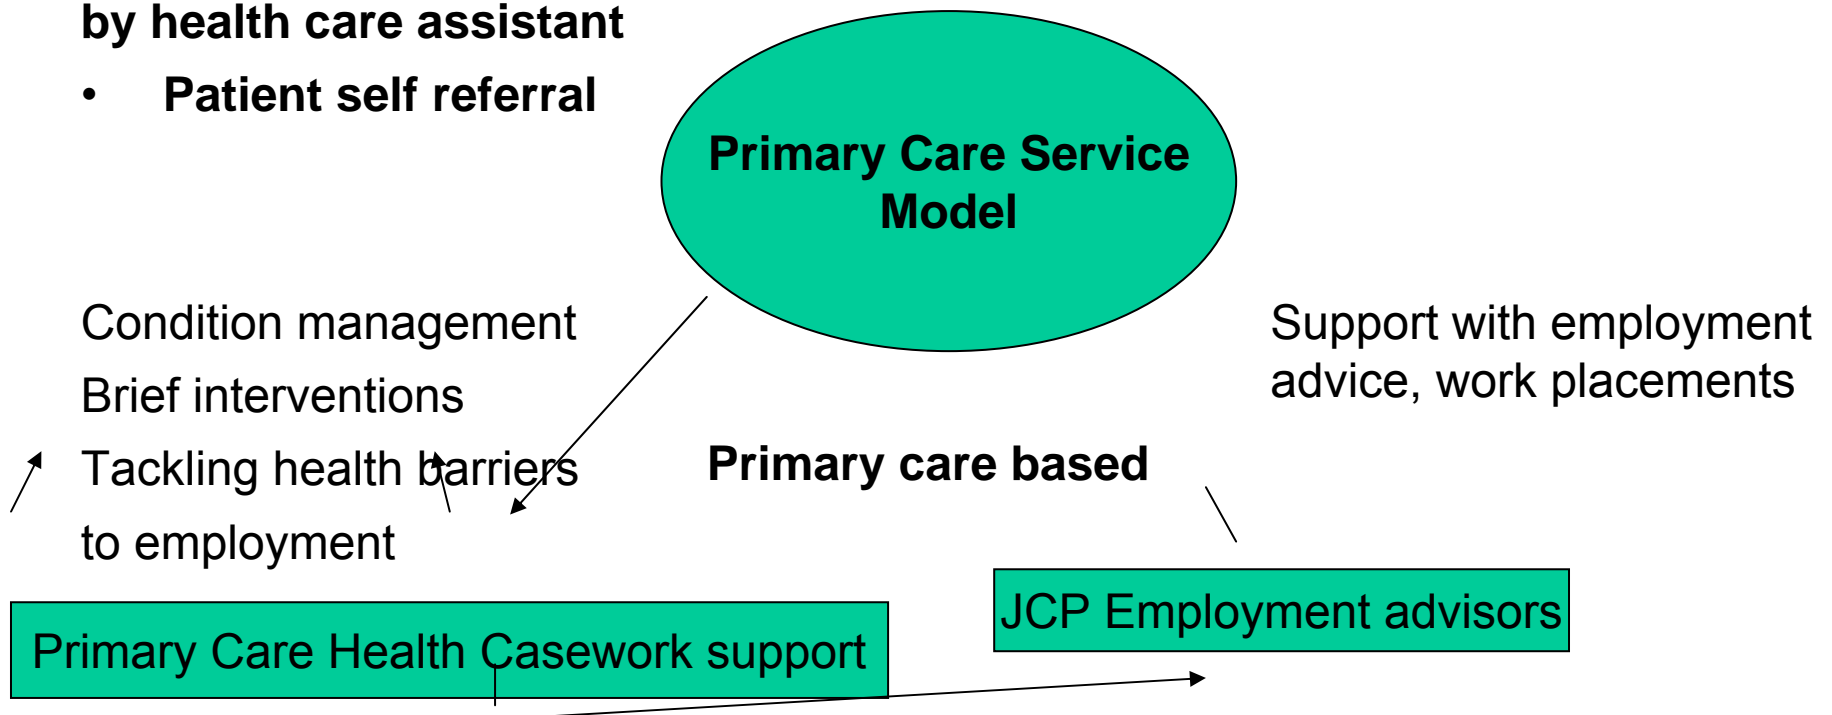 by health care assistant
• Patient self referral
Primary Care Service
Model
Condition management
Brief interventions
Tackling health barriers
to employment
Support with employment
advice, work placements
Primary care based
JCP Employment advisors
Primary Care Health Casework support